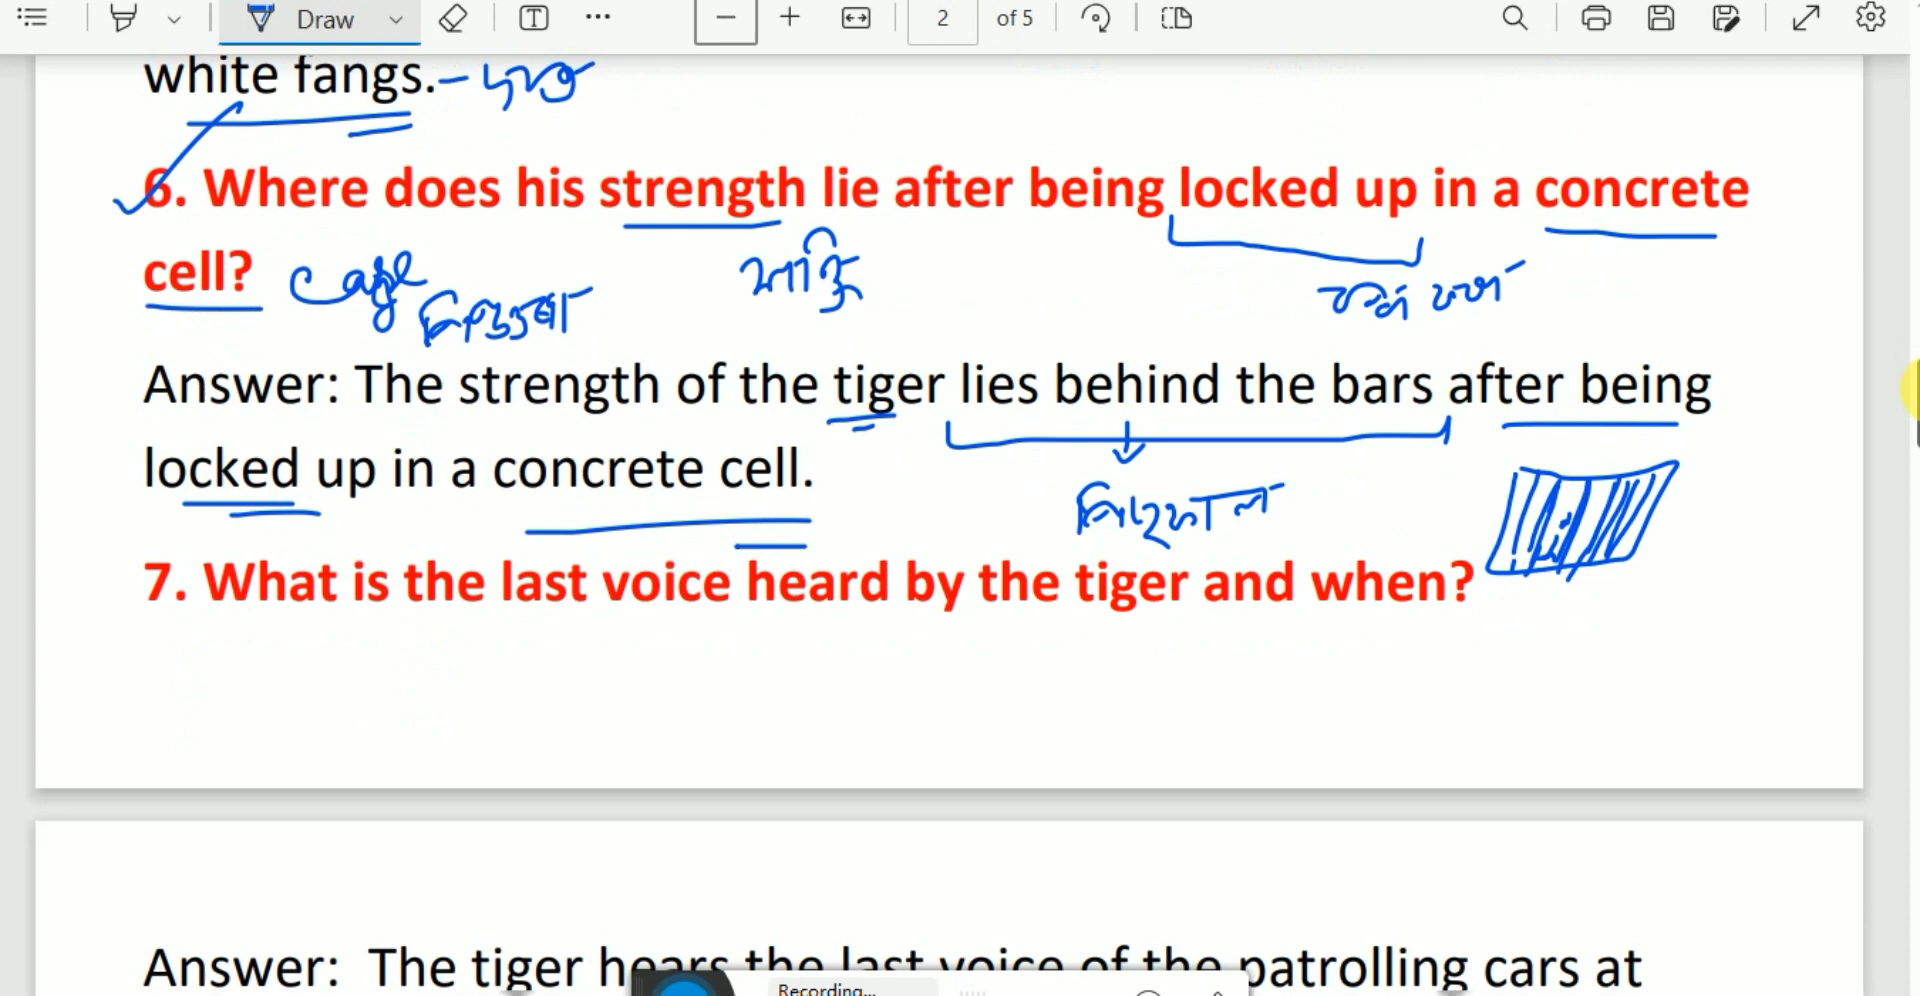 Draw
2 of 5
white fangs.–
6. Where does his strength lie after being locked up in a concrete
cell? Cage
Answer: The strength of the tiger lies behind the bars after being
locked up in a concrete cell.
7. What is the last voice heard by the tiger and when?
Answer: The tiger hears the last voice of the patrolling cars at
Recording...